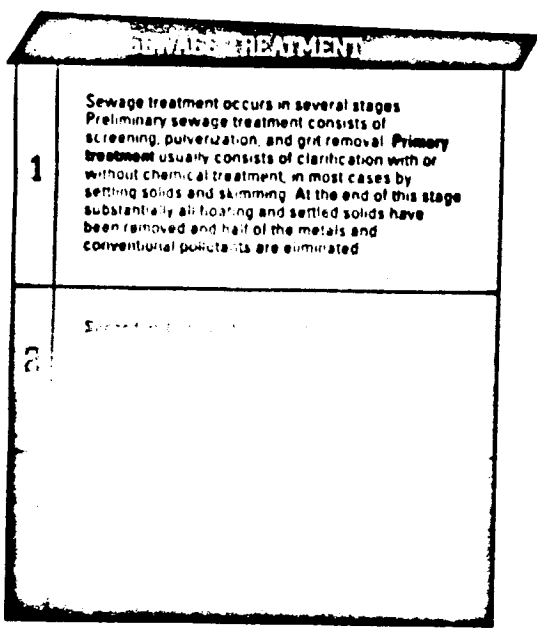 SEWAGE TREATMENT
1
Sewage treatment occurs in several stages
Preliminary sewage treatment consists of
screening, pulverization, and grit removal Primary
treatment usually consists of clarification with or
without chemical treatment, in most cases by
settling solids and skimming At the end of this stage
substantially all floating and settled solids have
been removed and half of the metals and
conventional pollutants are eliminated
2